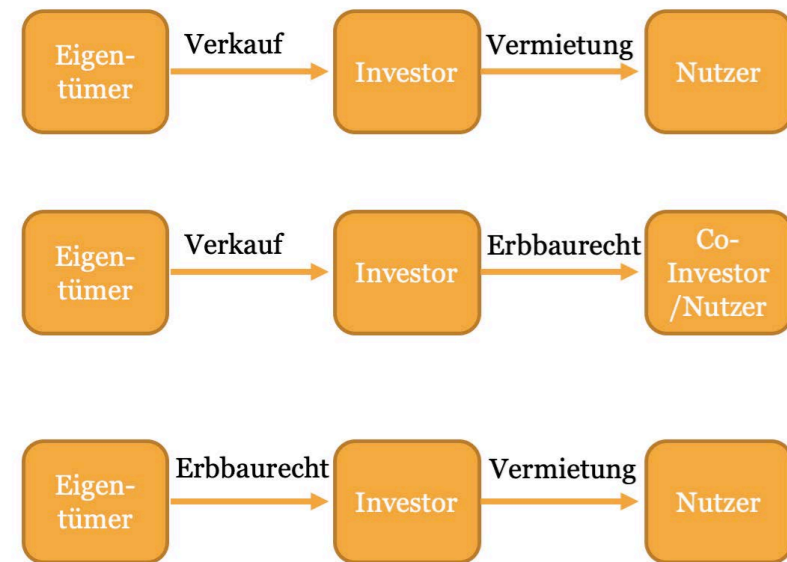 Eigen-
tümer
Verkauf
Investor
Vermietung
Nutzer
Eigen-
tümer
Verkauf
Investor
Erbbaurecht
Co-
Investor
/Nutzer
Eigen-
tümer
Erbbaurecht
Investor
Vermietung
Nutzer